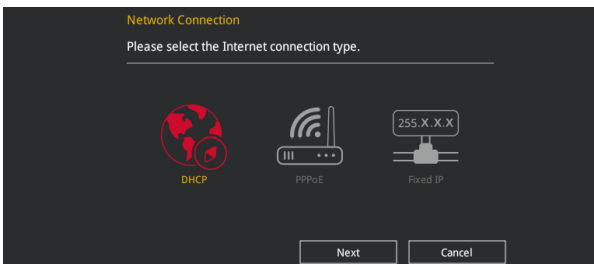 Network Connection
Please select the Internet connection type.
255.X.X.X
DHCP PPPoE Fixed IP
Next Cancel